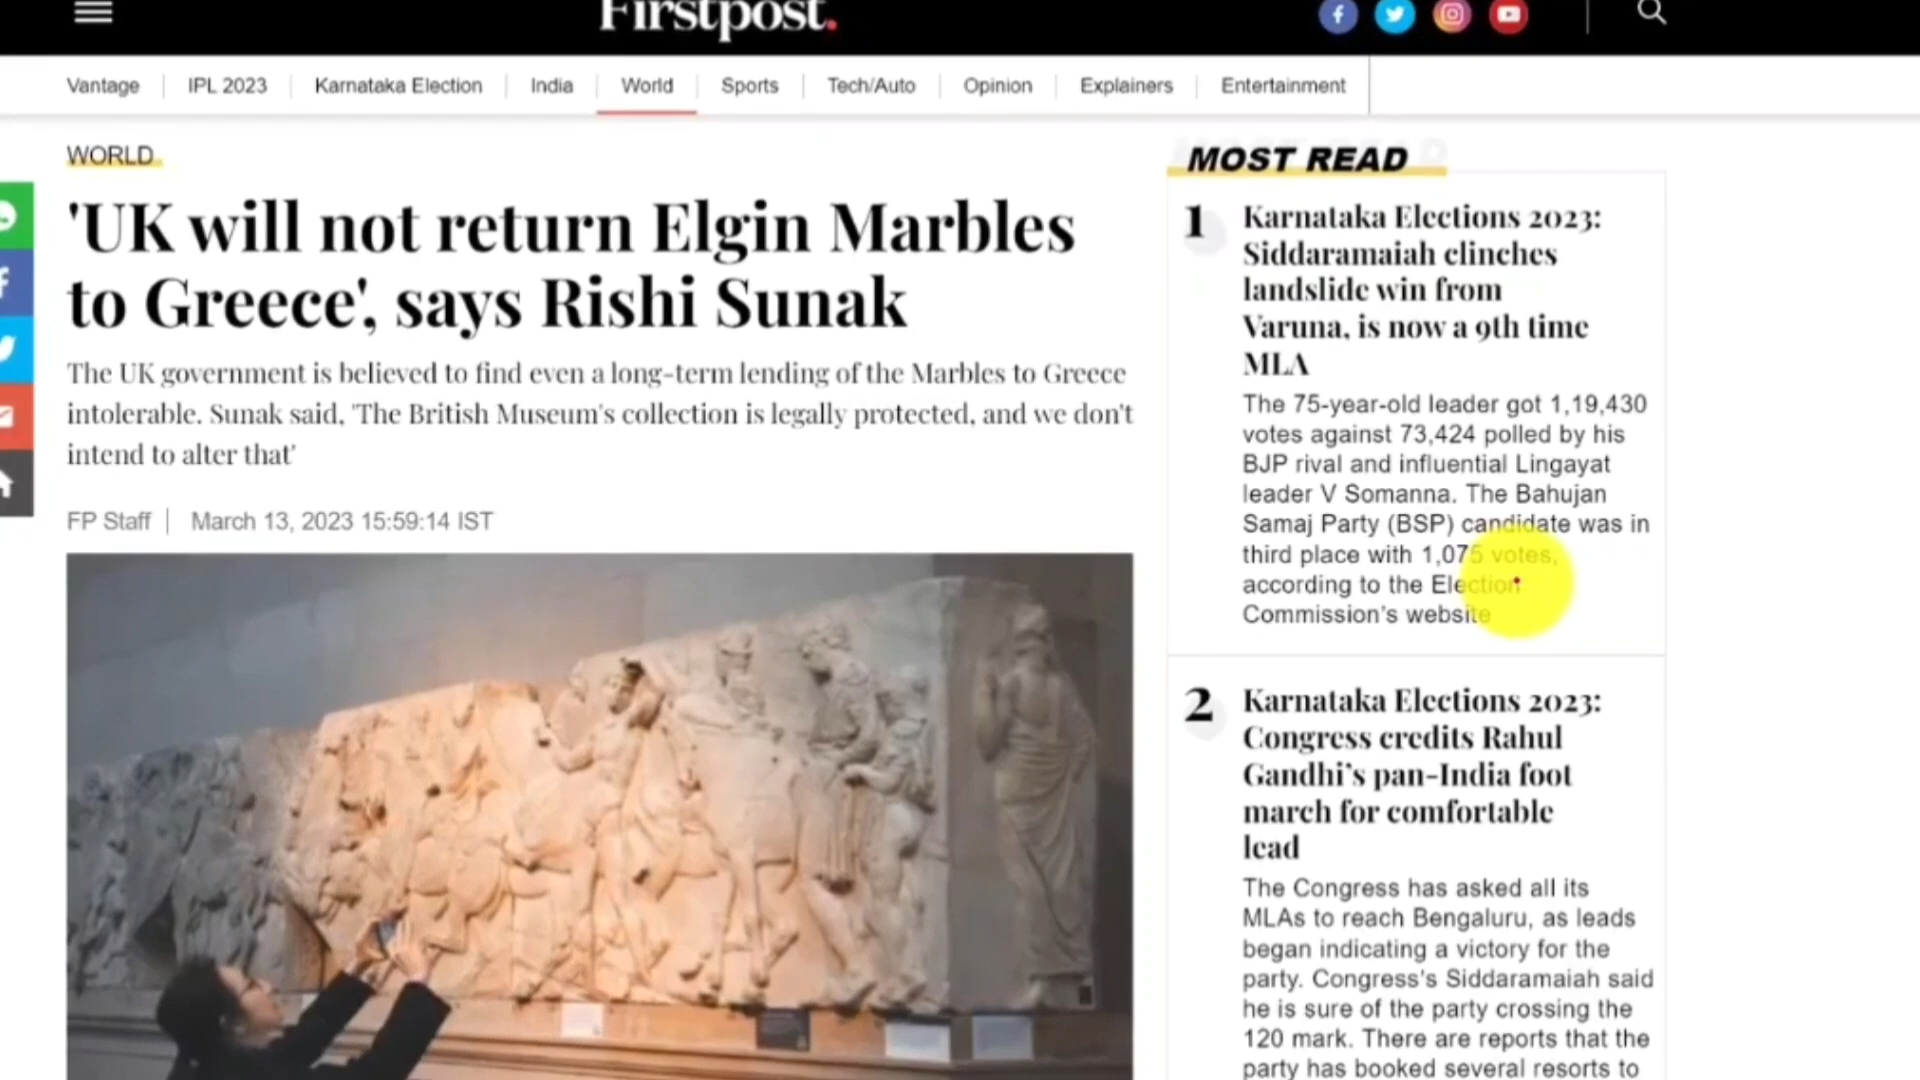 Firstpost.
Vantage
IPL 2023
Karnataka Election
India
World
Sports
Tech/Auto
Opinion
Explainers
Entertainment
WORLD
'UK will not return Elgin Marbles
to Greece', says Rishi Sunak
The UK government is believed to find even a long-term lending of the Marbles to Greece
intolerable. Sunak said, 'The British Museum's collection is legally protected, and we don't
intend to alter that'
FP Staff | March 13, 2023 15:59:14 IST
MOST READ
1
Karnataka Elections 2023:
Siddaramaiah clinches
landslide win from
Varuna, is now a 9th time
MLA
The 75-year-old leader got 1,19,430
votes against 73,424 polled by his
BJP rival and influential Lingayat
leader V Somanna. The Bahujan
Samaj Party (BSP) candidate was in
third place with 1,075 votes,
according to the Election
Commission's website
2
Karnataka Elections 2023:
Congress credits Rahul
Gandhi's pan-India foot
march for comfortable
lead
The Congress has asked all its
MLAs to reach Bengaluru, as leads
began indicating a victory for the
party. Congress's Siddaramaiah said
he is sure of the party crossing the
120 mark. There are reports that the
party has booked several resorts to